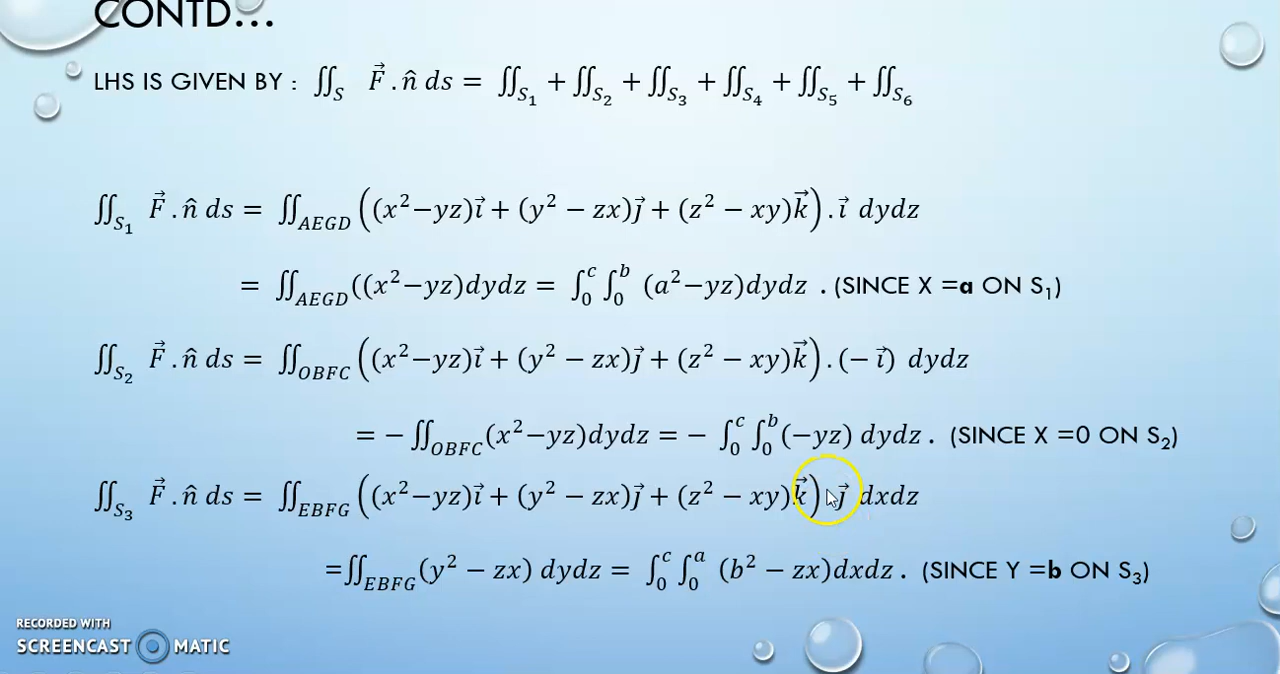 CONTD...
LHS IS GIVEN BY : ∬_S F⃗ . n̂ ds = ∬_{S₁} + ∬_{S₂} + ∬_{S₃} + ∬_{S₄} + ∬_{S₅} + ∬_{S₆}
∬_{S₁} F⃗ . n̂ ds = ∬_{AEGD} ((x²−yz)i⃗ + (y² − zx)j⃗ + (z² − xy)k⃗) . i⃗ dydz
= ∬_{AEGD} ((x²−yz)dydz = ∫₀ᶜ ∫₀ᵇ (a²−yz)dydz . (SINCE X =a ON S₁)
∬_{S₂} F⃗ . n̂ ds = ∬_{OBFC} ((x²−yz)i⃗ + (y² − zx)j⃗ + (z² − xy)k⃗) . (− i⃗) dydz
= − ∬_{OBFC} (x²−yz)dydz = − ∫₀ᶜ ∫₀ᵇ (−yz) dydz . (SINCE X =0 ON S₂)
∬_{S₃} F⃗ . n̂ ds = ∬_{EBFG} ((x²−yz)i⃗ + (y² − zx)j⃗ + (z² − xy)k⃗) . j⃗ dxdz
=∬_{EBFG} (y² − zx) dydz = ∫₀ᶜ ∫₀ᵃ (b² − zx)dxdz . (SINCE Y =b ON S₃)
RECORDED WITH
SCREENCAST MATIC